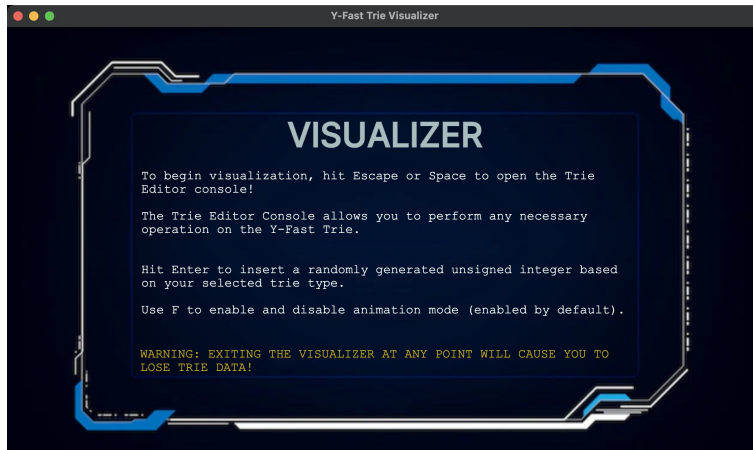 Y-Fast Trie Visualizer
VISUALIZER
To begin visualization, hit Escape or Space to open the Trie
Editor console!
The Trie Editor Console allows you to perform any necessary
operation on the Y-Fast Trie.
Hit Enter to insert a randomly generated unsigned integer based
on your selected trie type.
Use F to enable and disable animation mode (enabled by default).
WARNING: EXITING THE VISUALIZER AT ANY POINT WILL CAUSE YOU TO
LOSE TRIE DATA!